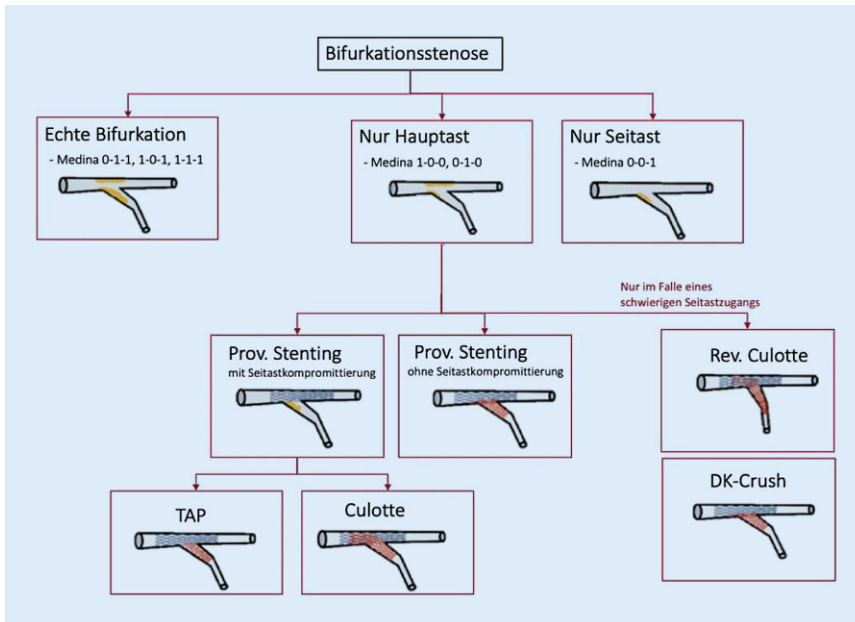 Bifurkationsstenose
Echte Bifurkation
- Medina 0-1-1, 1-0-1, 1-1-1
Nur Hauptast
- Medina 1-0-0, 0-1-0
Nur Seitast
- Medina 0-0-1
Nur im Falle eines
schwierigen Seitastzugangs
Prov. Stenting
mit Seitastkompromittierung
Prov. Stenting
ohne Seitastkompromittierung
Rev. Culotte
TAP
Culotte
DK-Crush